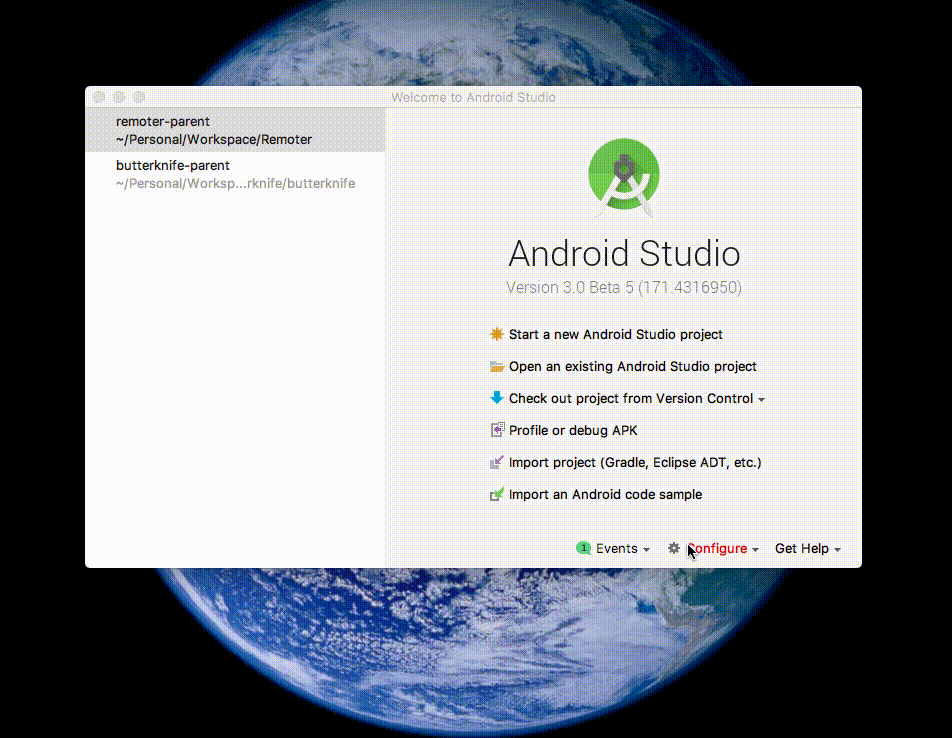 Welcome to Android Studio
remoter-parent
~/Personal/Workspace/Remoter
butterknife-parent
~/Personal/Worksp...rknife/butterknife
Android Studio
Version 3.0 Beta 5 (171.4316950)
Start a new Android Studio project
Open an existing Android Studio project
Check out project from Version Control
Profile or debug APK
Import project (Gradle, Eclipse ADT, etc.)
Import an Android code sample
1 Events Configure Get Help